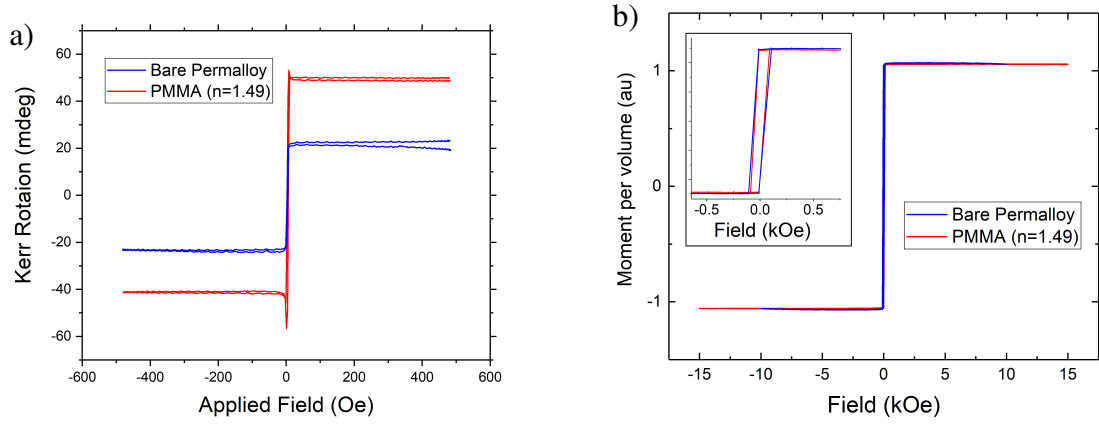 a)
60
40
20
0
-20
-40
-60
-600
-400
-200
0
200
400
600
Kerr Rotaion (mdeg)
Applied Field (Oe)
Bare Permalloy
PMMA (n=1.49)
b)
1
0
-1
-15
-10
-5
0
5
10
15
Moment per volume (au)
Field (kOe)
Bare Permalloy
PMMA (n=1.49)
-0.5
0.0
0.5
Field (kOe)